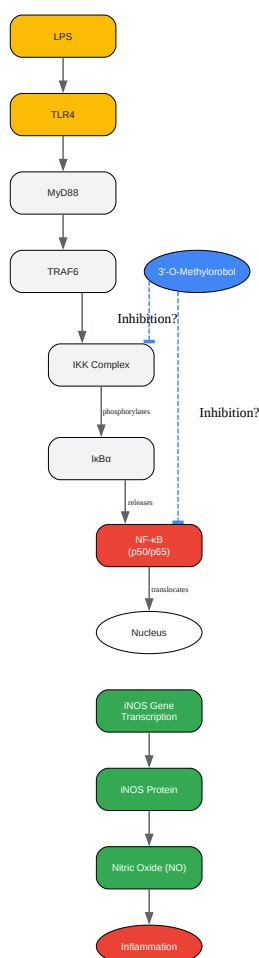 LPS
TLR4
MyD88
TRAF6
3'-O-Methylorobol
Inhibition?
IKK Complex
phosphorylates
Inhibition?
IκBα
releases
NF-κB
(p50/p65)
translocates
Nucleus
iNOS Gene
Transcription
iNOS Protein
Nitric Oxide (NO)
Inflammation